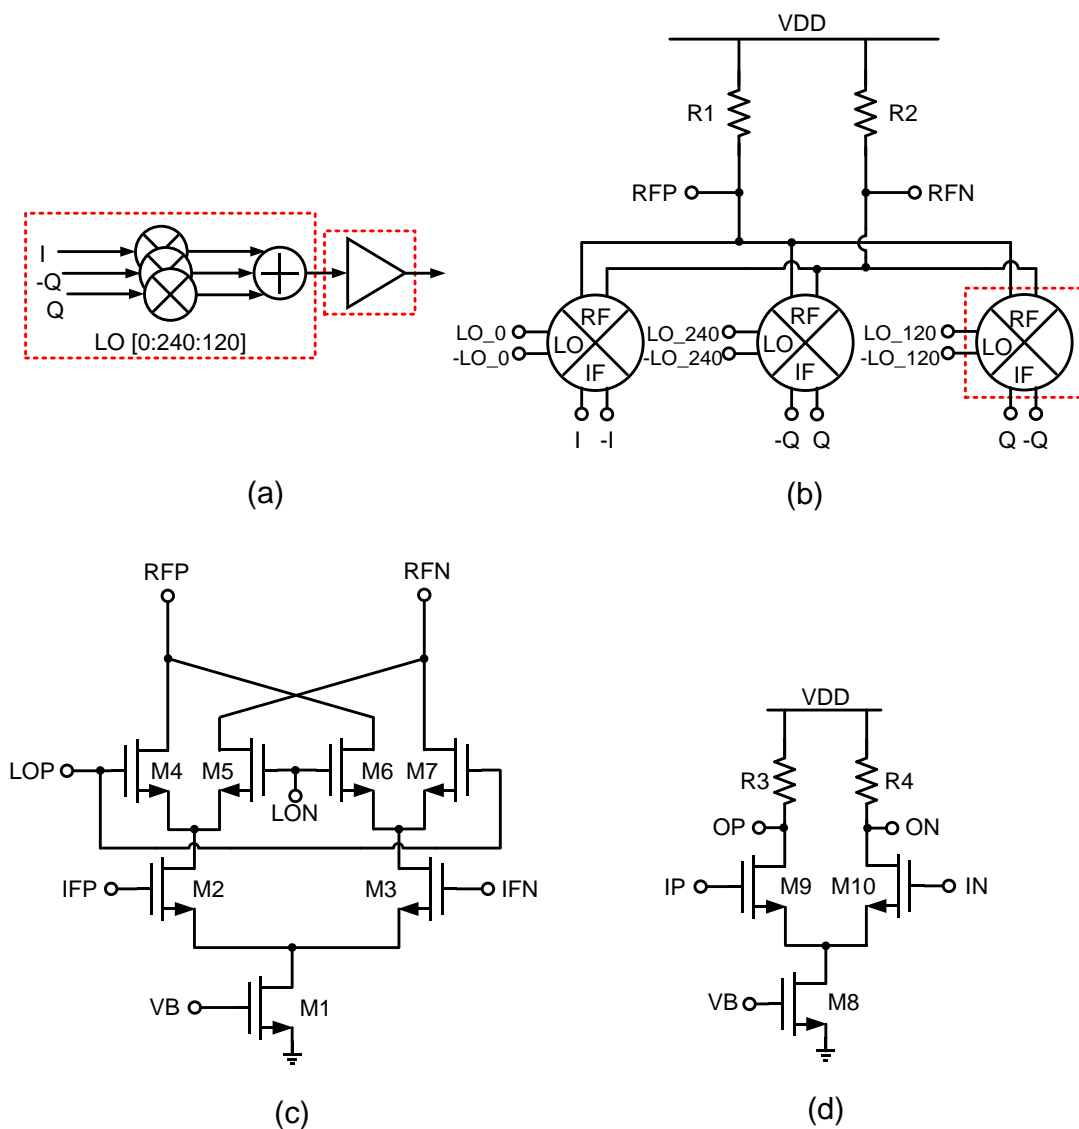 I
-Q
Q
LO [0:240:120]
(a)
VDD
R1
R2
RFP
RFN
LO_0
-LO_0
RF
LO
IF
I -I
LO_240
-LO_240
RF
LO
IF
-Q Q
LO_120
-LO_120
RF
LO
IF
Q -Q
(b)
RFP
RFN
LOP
M4
M5
M6
M7
LON
IFP
M2
M3
IFN
VB
M1
(c)
VDD
R3
R4
OP
ON
IP
M9
M10
IN
VB
M8
(d)